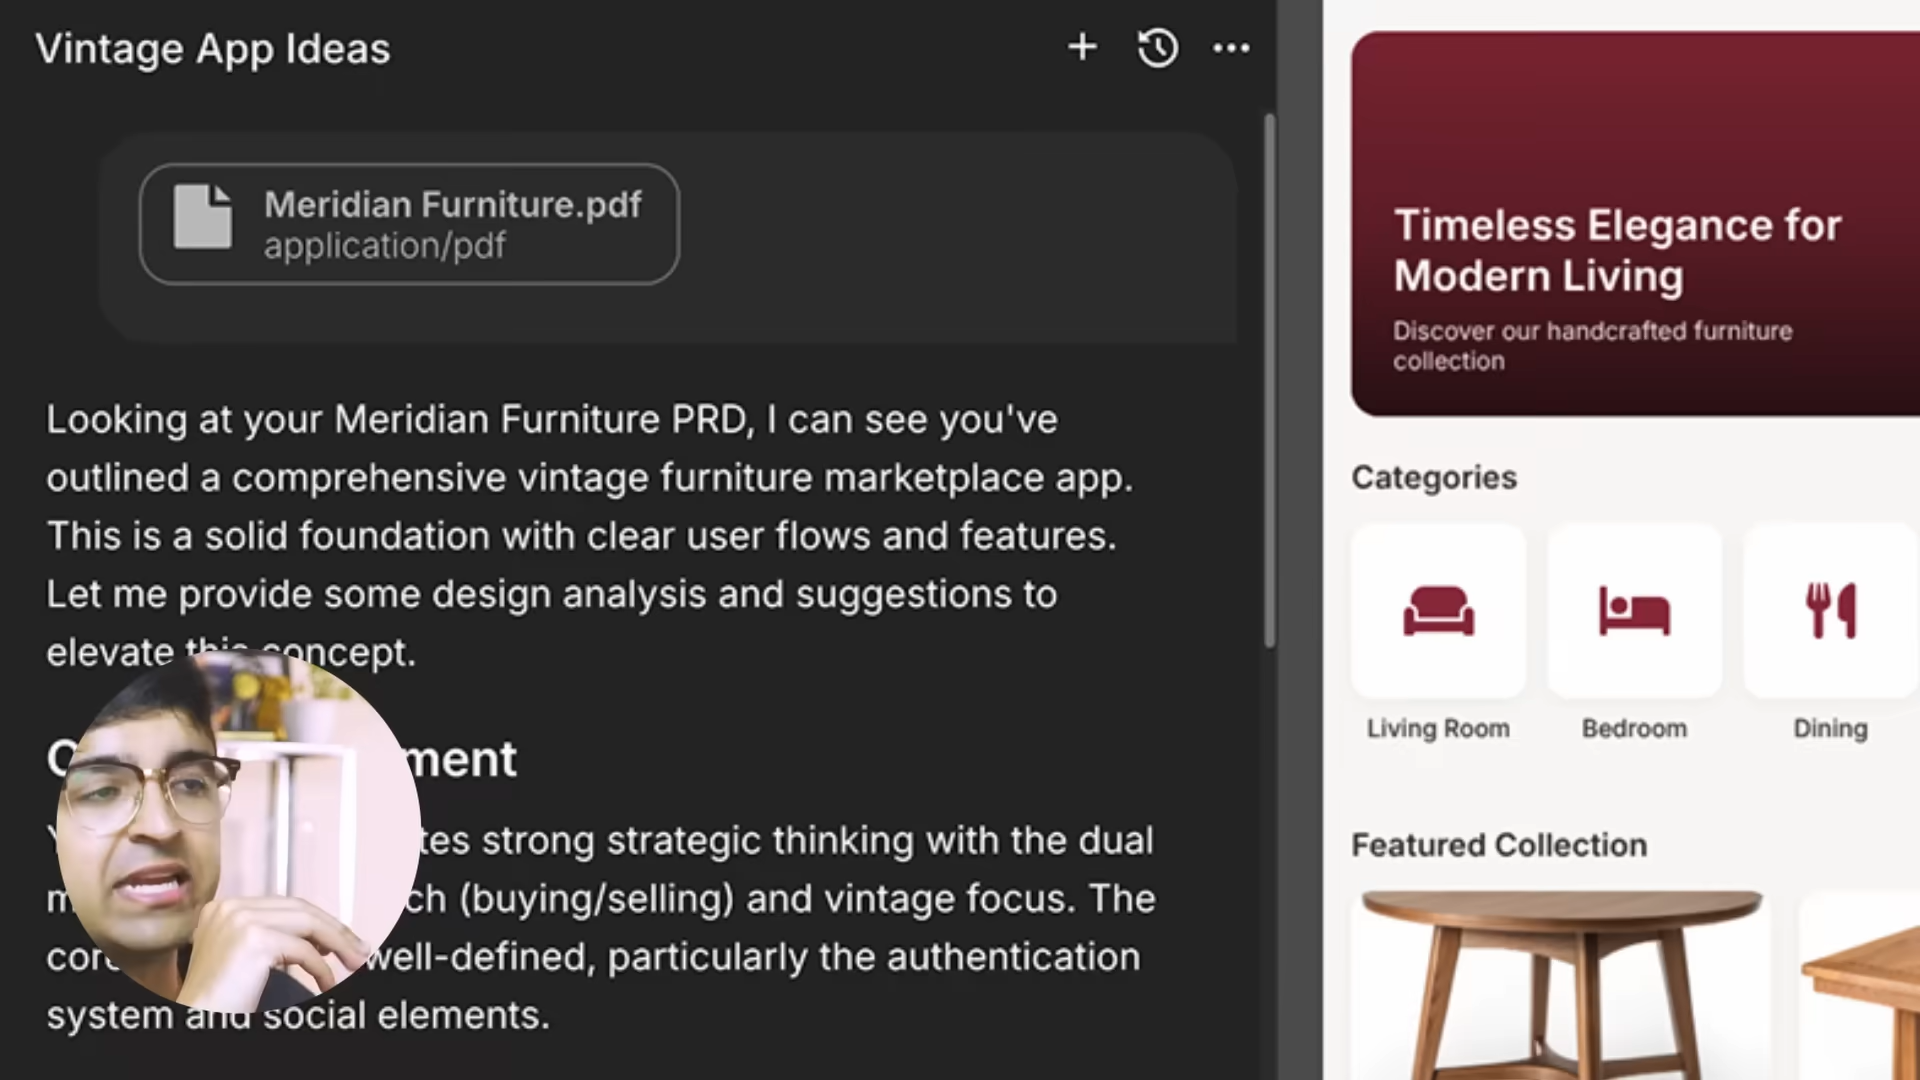 Vintage App Ideas
Meridian Furniture.pdf
application/pdf
Looking at your Meridian Furniture PRD, I can see you've
outlined a comprehensive vintage furniture marketplace app.
This is a solid foundation with clear user flows and features.
Let me provide some design analysis and suggestions to
elevate this concept.
strong strategic thinking with the dual
(buying/selling) and vintage focus. The
well-defined, particularly the authentication
system and social elements.
Timeless Elegance for
Modern Living
Discover our handcrafted furniture
collection
Categories
Living Room
Bedroom
Dining
Featured Collection